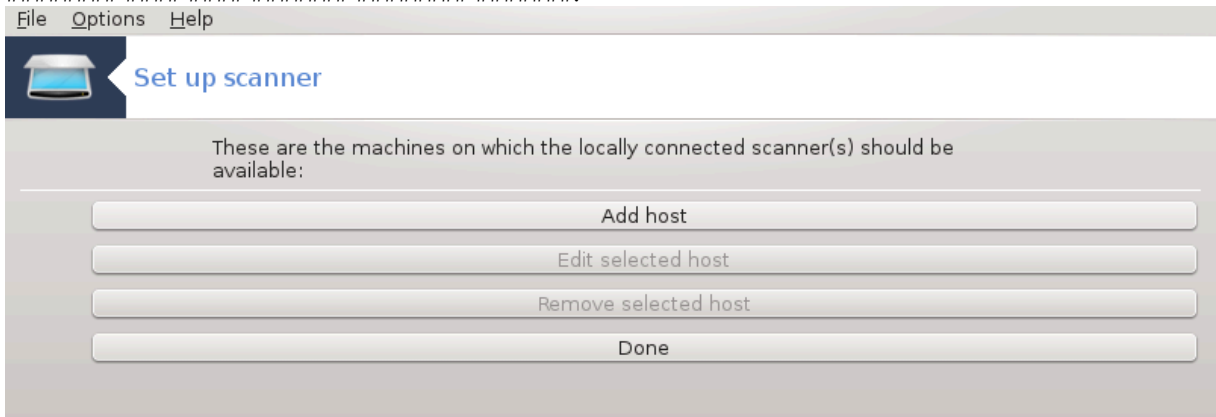 File Options Help
Set up scanner
These are the machines on which the locally connected scanner(s) should be
available:
Add host
Edit selected host
Remove selected host
Done